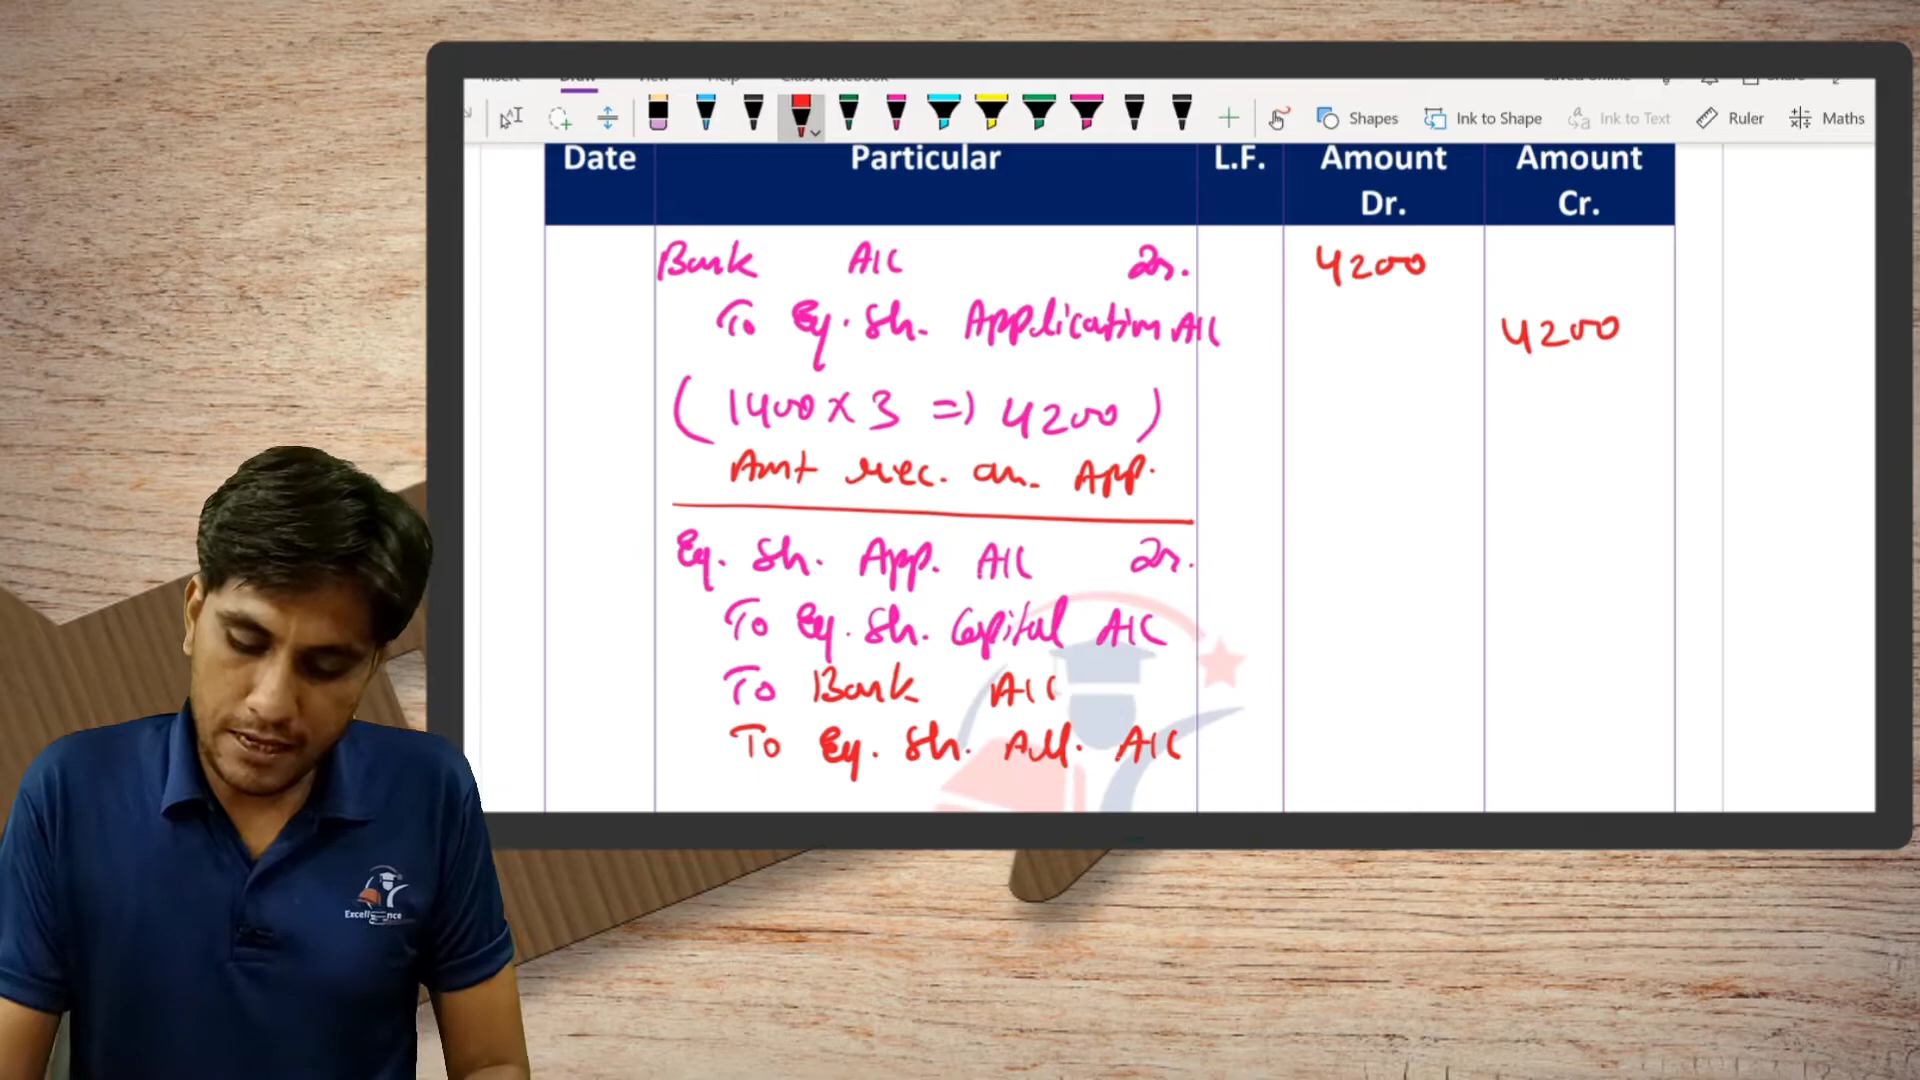 Shapes Ink to Shape Ink to Text Ruler Maths
Date Particular L.F. Amount Dr. Amount Cr.
Bank A/C Dr. 4200
To Eq. Sh. Application A/C 4200
(1400 x 3 => 4200)
Amt rec. on App.
Eq. Sh. App. A/C Dr.
To Eq. Sh. Capital A/C
To Bank A/C
To Eq. Sh. All. A/C